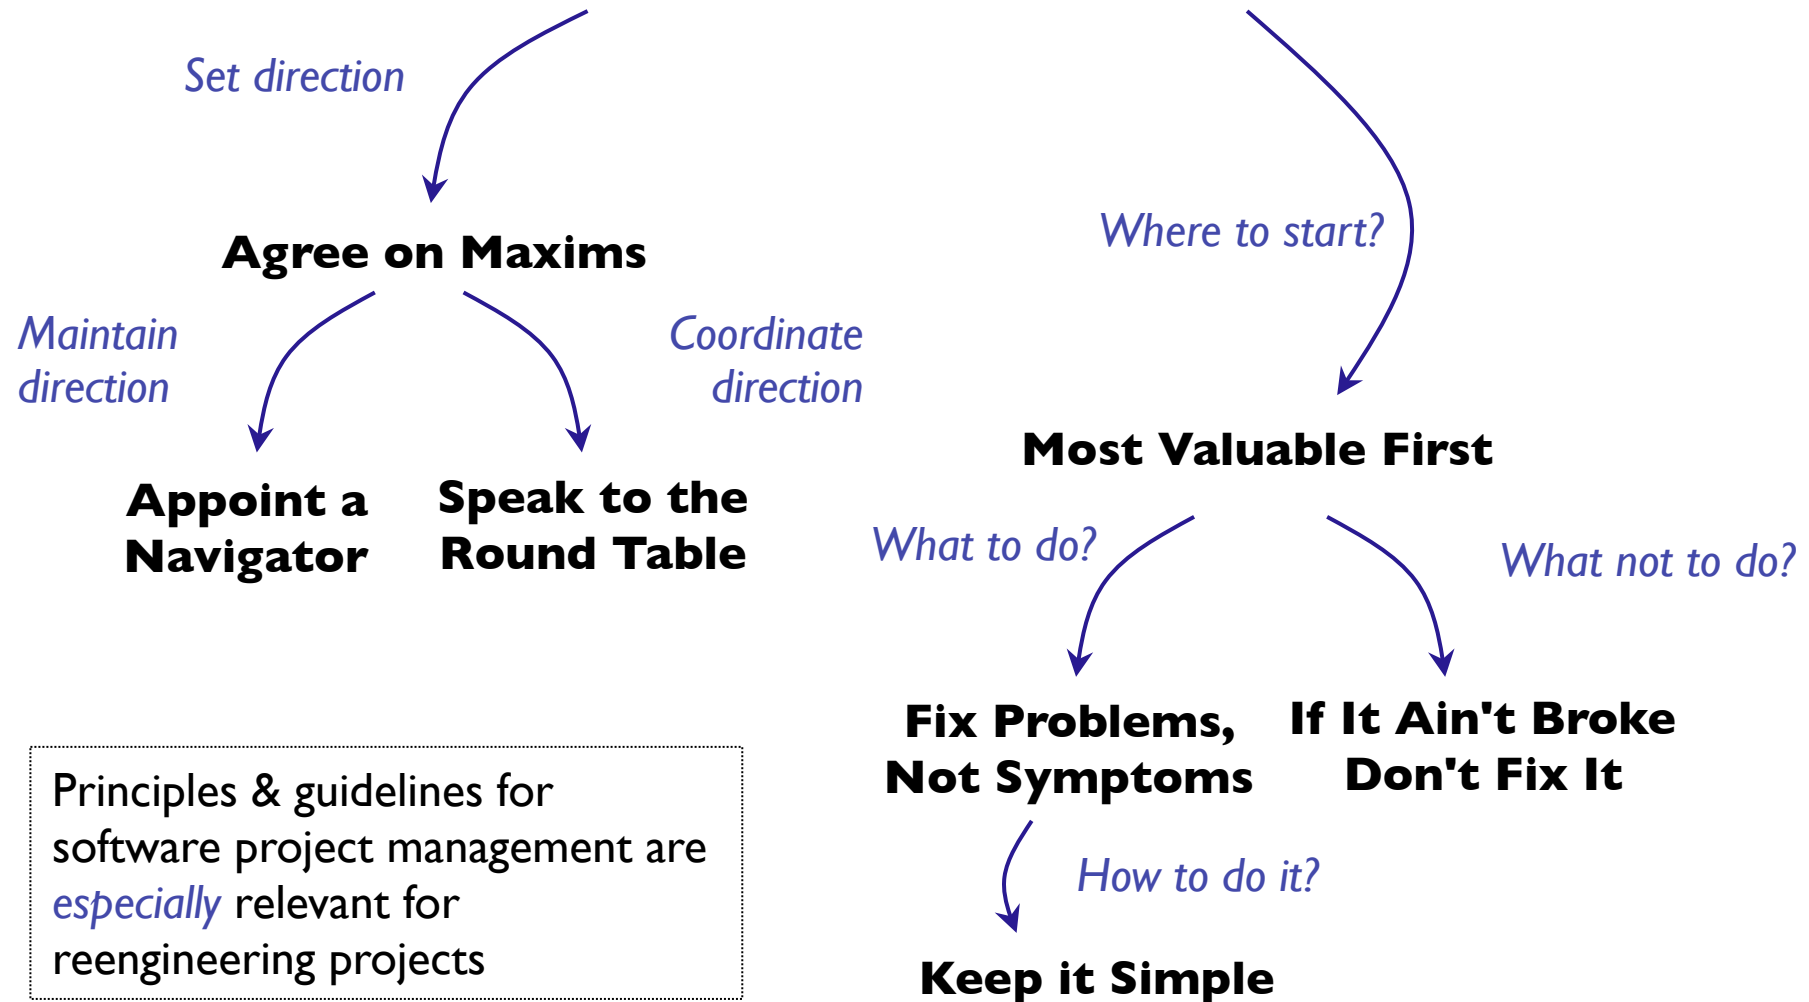 Set direction
Agree on Maxims
Maintain
direction
Coordinate
direction
Appoint a
Navigator
Speak to the
Round Table
Where to start?
Most Valuable First
What to do?
What not to do?
Fix Problems,
Not Symptoms
If It Ain't Broke
Don't Fix It
How to do it?
Keep it Simple
Principles & guidelines for
software project management are
especially relevant for
reengineering projects